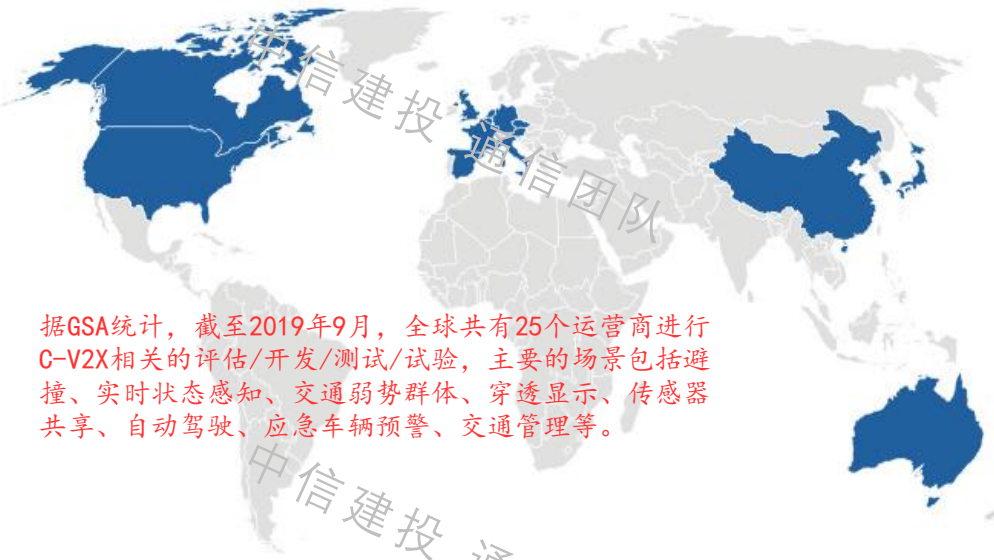 中信建投 通信团队
据GSA统计，截至2019年9月，全球共有25个运营商进行
C-V2X相关的评估/开发/测试/试验，主要的场景包括避
撞、实时状态感知、交通弱势群体、穿透显示、传感器
共享、自动驾驶、应急车辆预警、交通管理等。
中信建投 通